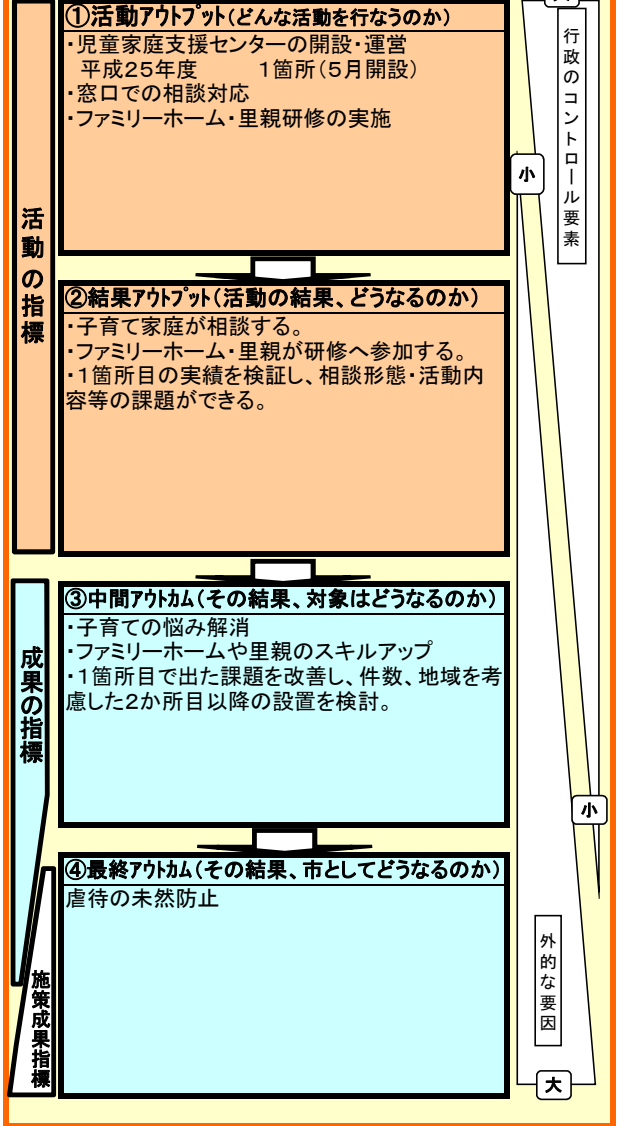 ①活動アウトプット(どんな活動を行なうのか)
・児童家庭支援センターの開設・運営
平成25年度 1箇所(5月開設)
・窓口での相談対応
・ファミリーホーム・里親研修の実施
活動の指標
②結果アウトプット(活動の結果、どうなるのか)
・子育て家庭が相談する。
・ファミリーホーム・里親が研修へ参加する。
・1箇所目の実績を検証し、相談形態・活動内
容等の課題ができる。
③中間アウトカム(その結果、対象はどうなるのか)
・子育ての悩み解消
・ファミリーホームや里親のスキルアップ
・1箇所目で出た課題を改善し、件数、地域を考
慮した2か所目以降の設置を検討。
成果の指標
④最終アウトカム(その結果、市としてどうなるのか)
虐待の未然防止
施策成果指標
行政のコントロール要素
小
小
外的な要因
大